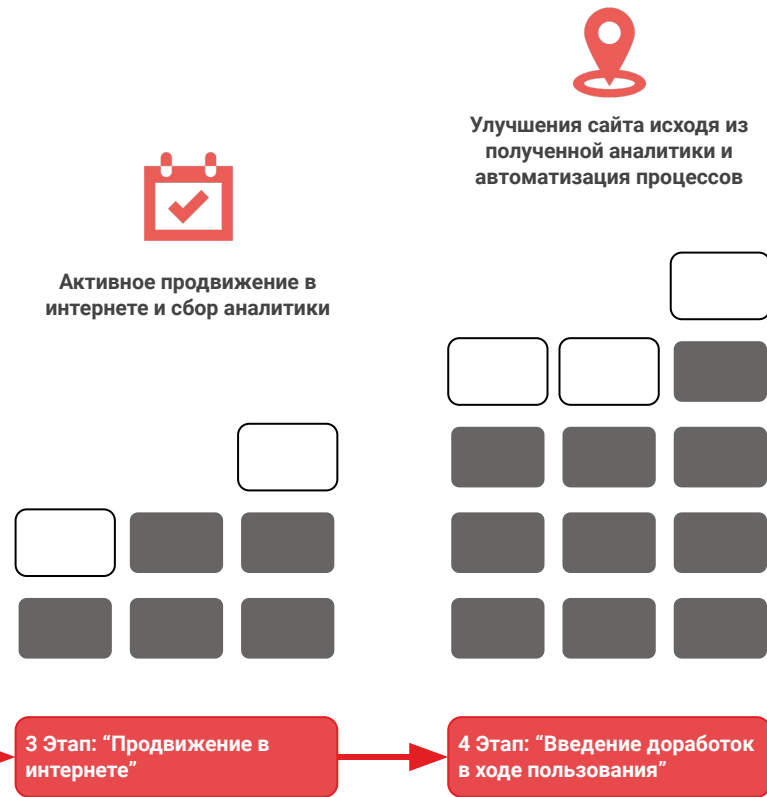 Улучшения сайта исходя из
полученной аналитики и
автоматизация процессов
Активное продвижение в
интернете и сбор аналитики
3 Этап: “Продвижение в
интернете”
4 Этап: “Введение доработок
в ходе пользования”